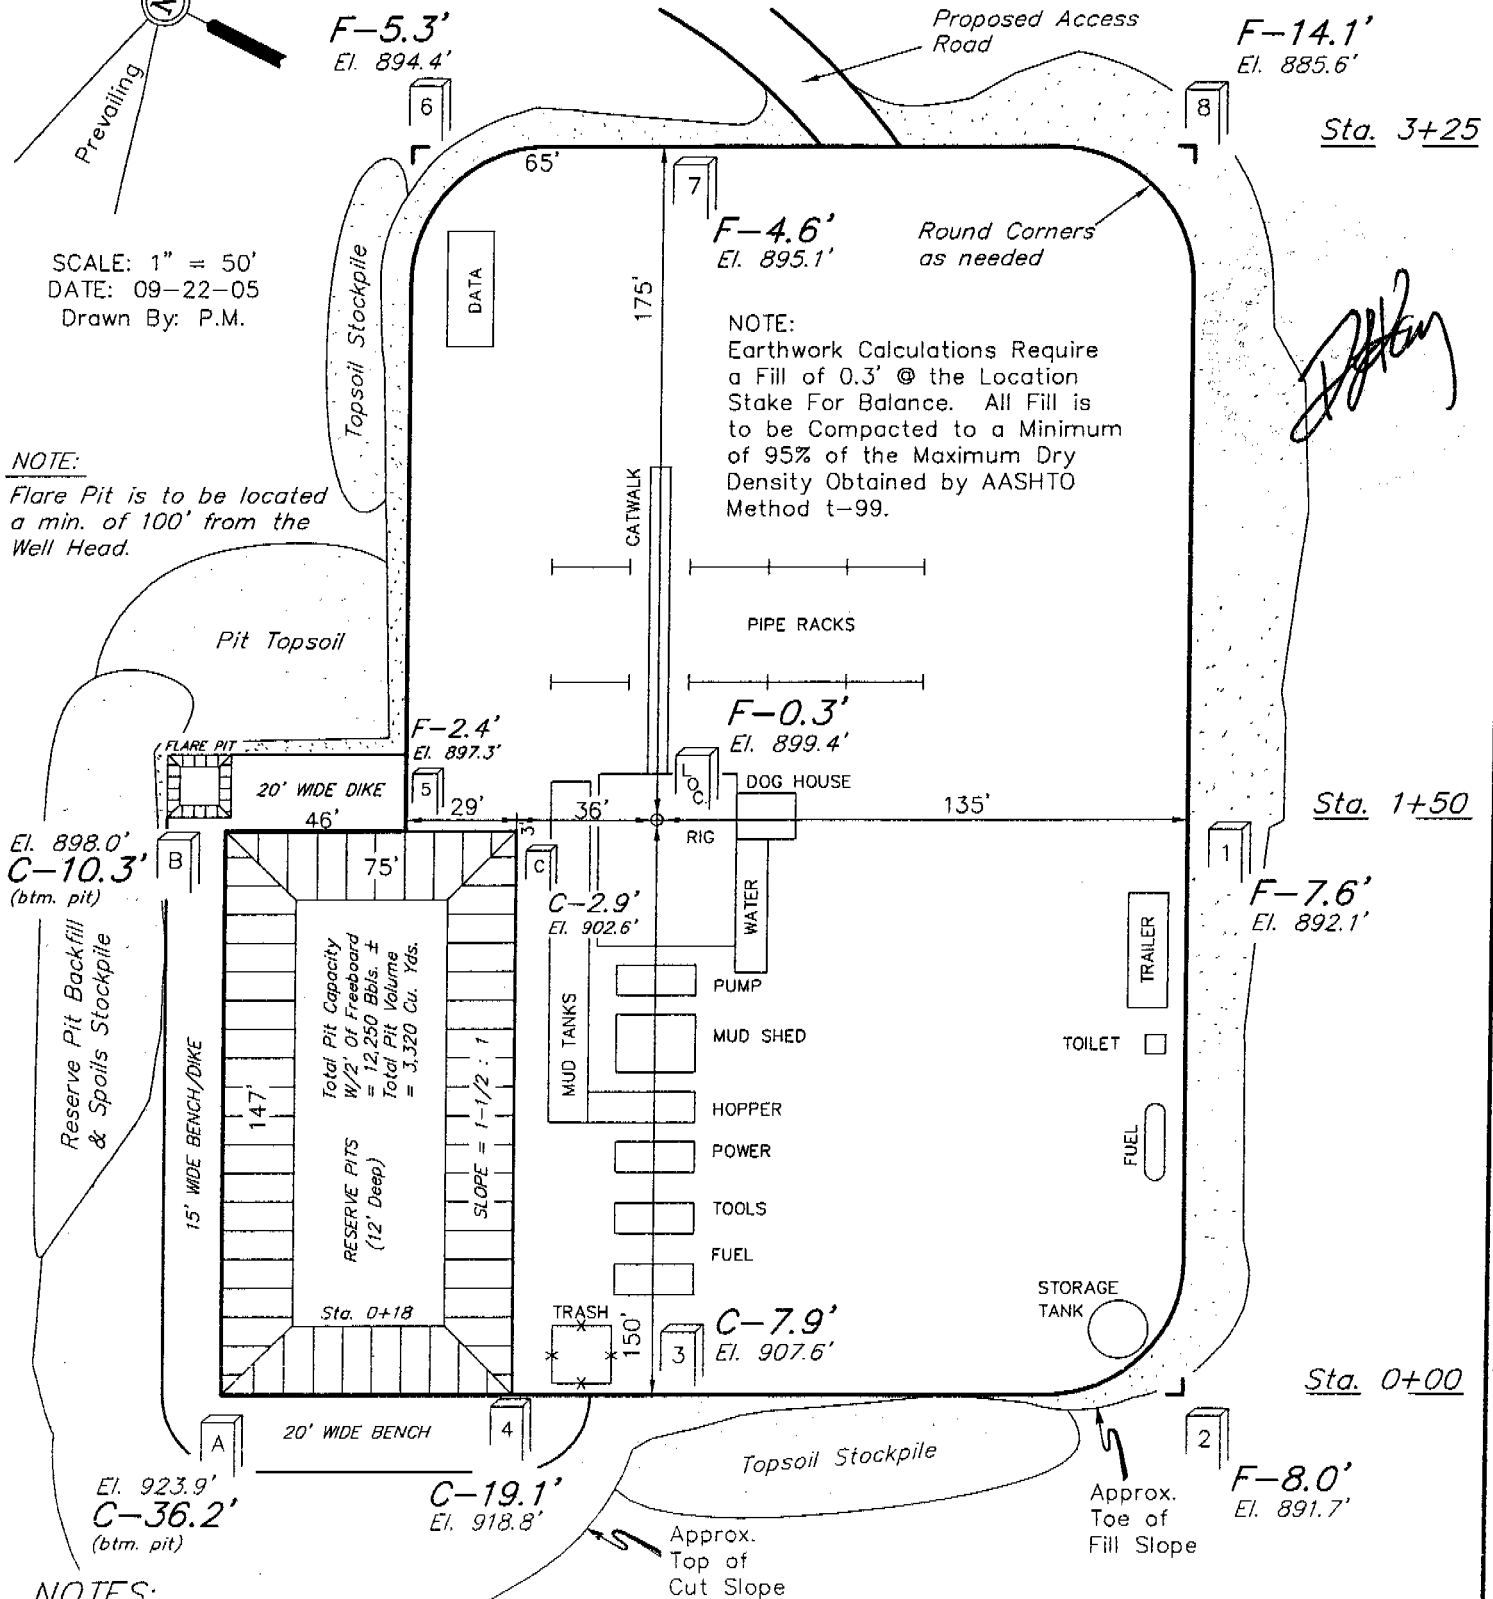 N
Prevailing
F-5.3'
El. 894.4'
6
Proposed Access
Road
F-14.1'
El. 885.6'
8
Sta. 3+25
65'
7
F-4.6'
El. 895.1'
Round Corners
as needed
SCALE: 1" = 50'
DATE: 09-22-05
Drawn By: P.M.
Topsoil Stockpile
DATA
175'
NOTE:
Earthwork Calculations Require
a Fill of 0.3' @ the Location
Stake For Balance. All Fill is
to be Compacted to a Minimum
of 95% of the Maximum Dry
Density Obtained by AASHTO
Method t-99.
NOTE:
Flare Pit is to be located
a min. of 100' from the
Well Head.
CATWALK
PIPE RACKS
Pit Topsoil
F-2.4'
El. 897.3'
5
F-0.3'
El. 899.4'
LOC.
DOG HOUSE
FLARE PIT
20' WIDE DIKE
46'
29'
3'
36'
RIG
135'
Sta. 1+50
El. 898.0'
C-10.3'
(btm. pit)
B
75'
C
C-2.9'
El. 902.6'
WATER
1
F-7.6'
El. 892.1'
TRAILER
Reserve Pit Backfill
& Spoils Stockpile
15' WIDE BENCH/DIKE
147'
Total Pit Capacity
W/2' Of Freeboard
= 12,250 Bbls. ±
Total Pit Volume
= 3,320 Cu. Yds.
RESERVE PITS
(12' Deep)
SLOPE = 1-1/2 : 1
MUD TANKS
PUMP
MUD SHED
HOPPER
POWER
TOOLS
FUEL
TOILET
FUEL
STORAGE
TANK
Sta. 0+18
TRASH
150'
3
C-7.9'
El. 907.6'
Sta. 0+00
A
20' WIDE BENCH
4
2
El. 923.9'
C-36.2'
(btm. pit)
C-19.1'
El. 918.8'
Topsoil Stockpile
Approx.
Toe of
Fill Slope
F-8.0'
El. 891.7'
Approx.
Top of
Cut Slope
NOTES: